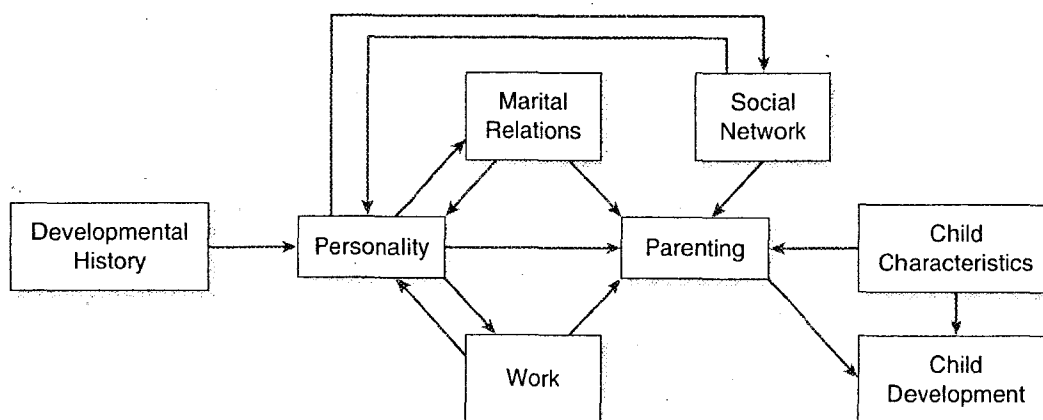 Marital
Relations
Social
Network
Developmental
History
Personality
Parenting
Child
Characteristics
Work
Child
Development